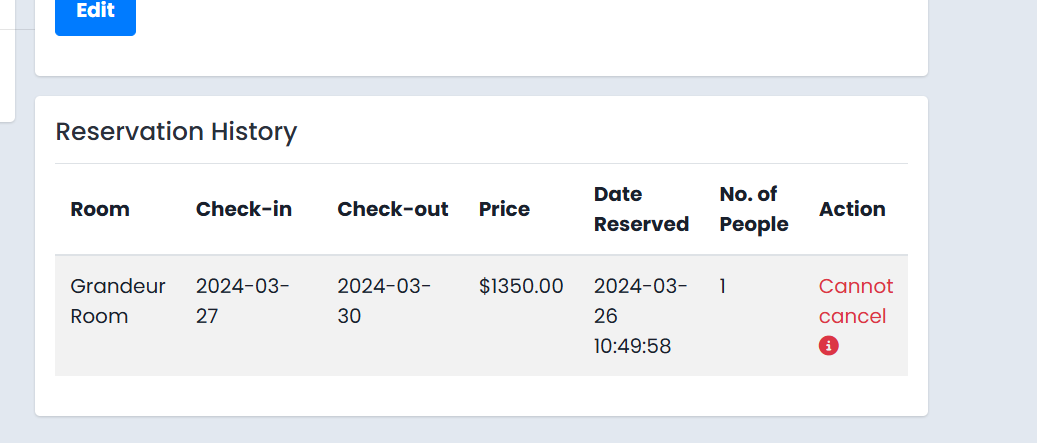 Edit
Reservation History
Room Check-in Check-out Price Date Reserved No. of People Action
Grandeur Room 2024-03-27 2024-03-30 $1350.00 2024-03-26 10:49:58 1 Cannot cancel